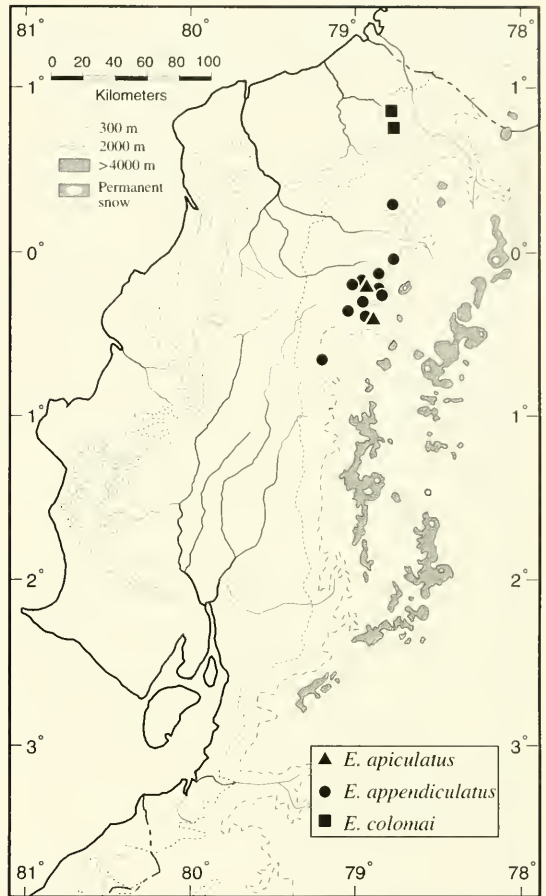 81° 80° 79° 78°
0 20 40 60 80 100
Kilometers
300 m
2000 m
>4000 m
Permanent
snow
1° 1°
0° 0°
1° 1°
2° 2°
3° 3°
E. apiculatus
E. appendiculatus
E. colomai
81° 80° 79° 78°